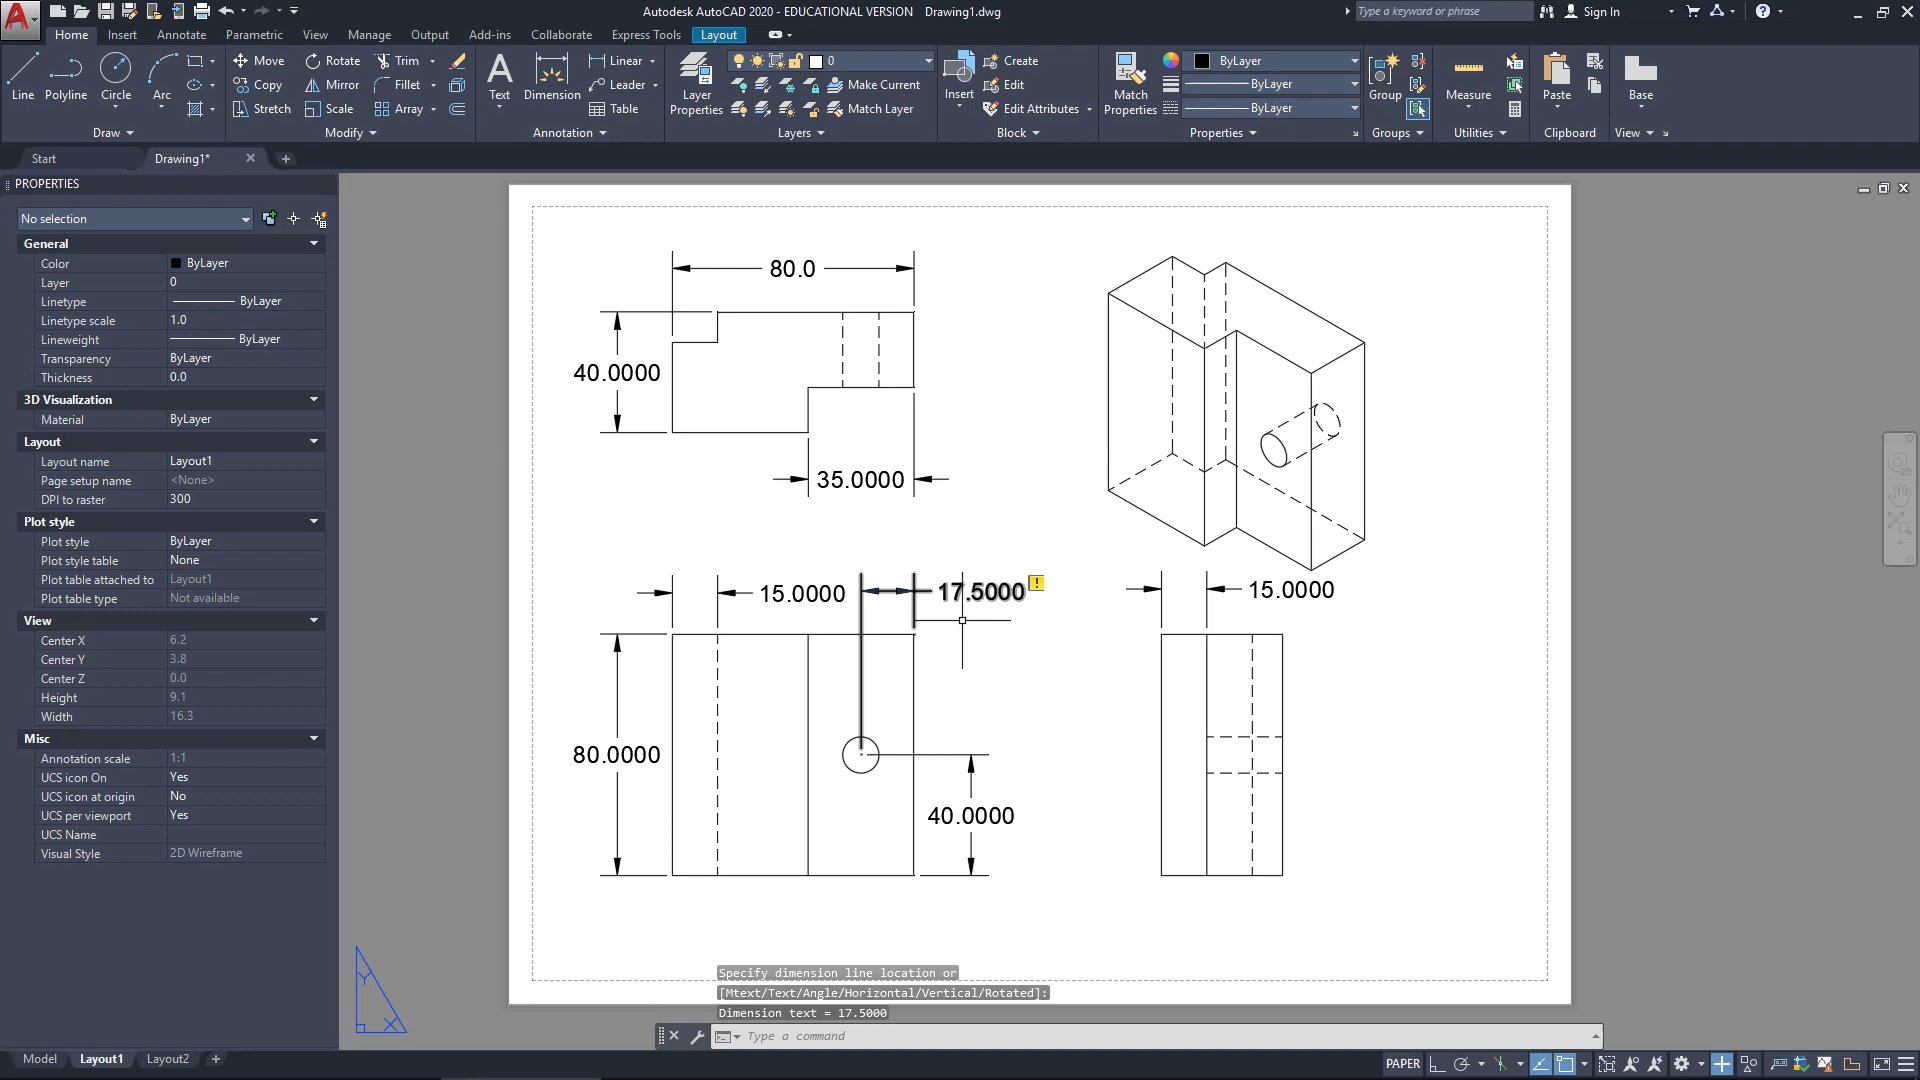 Autodesk AutoCAD 2020 - EDUCATIONAL VERSION Drawing1.dwg
Type a keyword or phrase
Sign In
Home Insert Annotate Parametric View Manage Output Add-ins Collaborate Express Tools Layout
Line Polyline Circle Arc
Draw
Move Rotate Trim
Copy Mirror Fillet
Stretch Scale Array
Modify
Text Dimension
Linear
Leader
Table
Annotation
Layer Properties
0
Make Current
Match Layer
Layers
Insert
Create
Edit
Edit Attributes
Block
Match Properties
ByLayer
ByLayer
ByLayer
Properties
Group
Groups
Measure
Utilities
Paste
Clipboard
Base
View
Start Drawing1*
PROPERTIES
No selection
General
Color ByLayer
Layer 0
Linetype ByLayer
Linetype scale 1.0
Lineweight ByLayer
Transparency ByLayer
Thickness 0.0
3D Visualization
Material ByLayer
Layout
Layout name Layout1
Page setup name <None>
DPI to raster 300
Plot style
Plot style ByLayer
Plot style table None
Plot table attached to Layout1
Plot table type Not available
View
Center X 6.2
Center Y 3.8
Center Z 0.0
Height 9.1
Width 16.3
Misc
Annotation scale 1:1
UCS icon On Yes
UCS icon at origin No
UCS per viewport Yes
UCS Name
Visual Style 2D Wireframe
80.0
40.0000
35.0000
15.0000 17.5000 !
15.0000
80.0000
40.0000
Y
X
Specify dimension line location or
[Mtext/Text/Angle/Horizontal/Vertical/Rotated]:
Dimension text = 17.5000
Type a command
Model Layout1 Layout2
PAPER